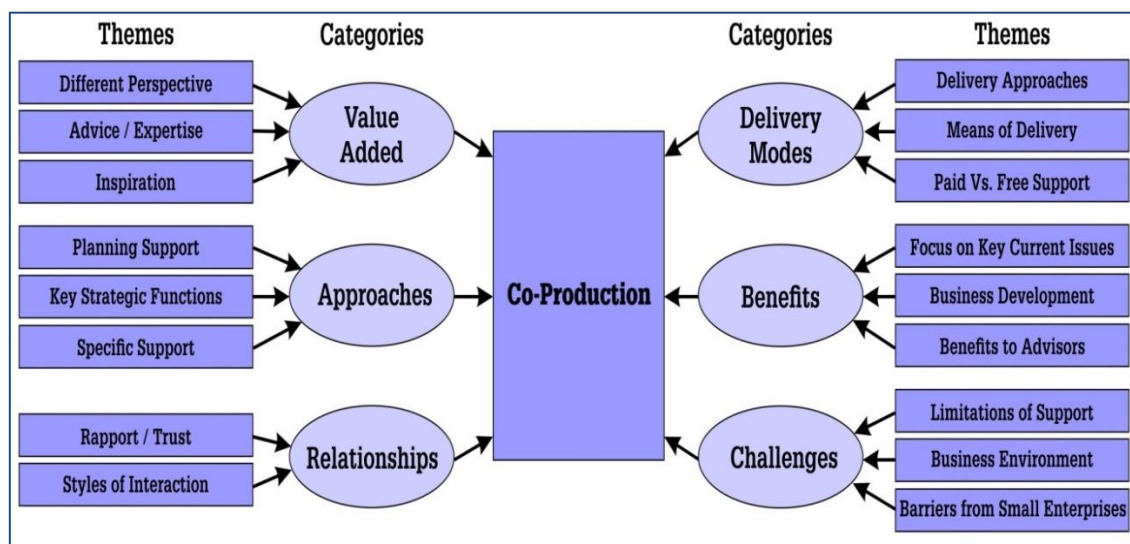 Themes
Categories
Categories
Themes
Different Perspective
Advice / Expertise
Inspiration
Value
Added
Planning Support
Key Strategic Functions
Specific Support
Approaches
Rapport / Trust
Styles of Interaction
Relationships
Co-Production
Delivery
Modes
Delivery Approaches
Means of Delivery
Paid Vs. Free Support
Benefits
Focus on Key Current Issues
Business Development
Benefits to Advisors
Challenges
Limitations of Support
Business Environment
Barriers from Small Enterprises